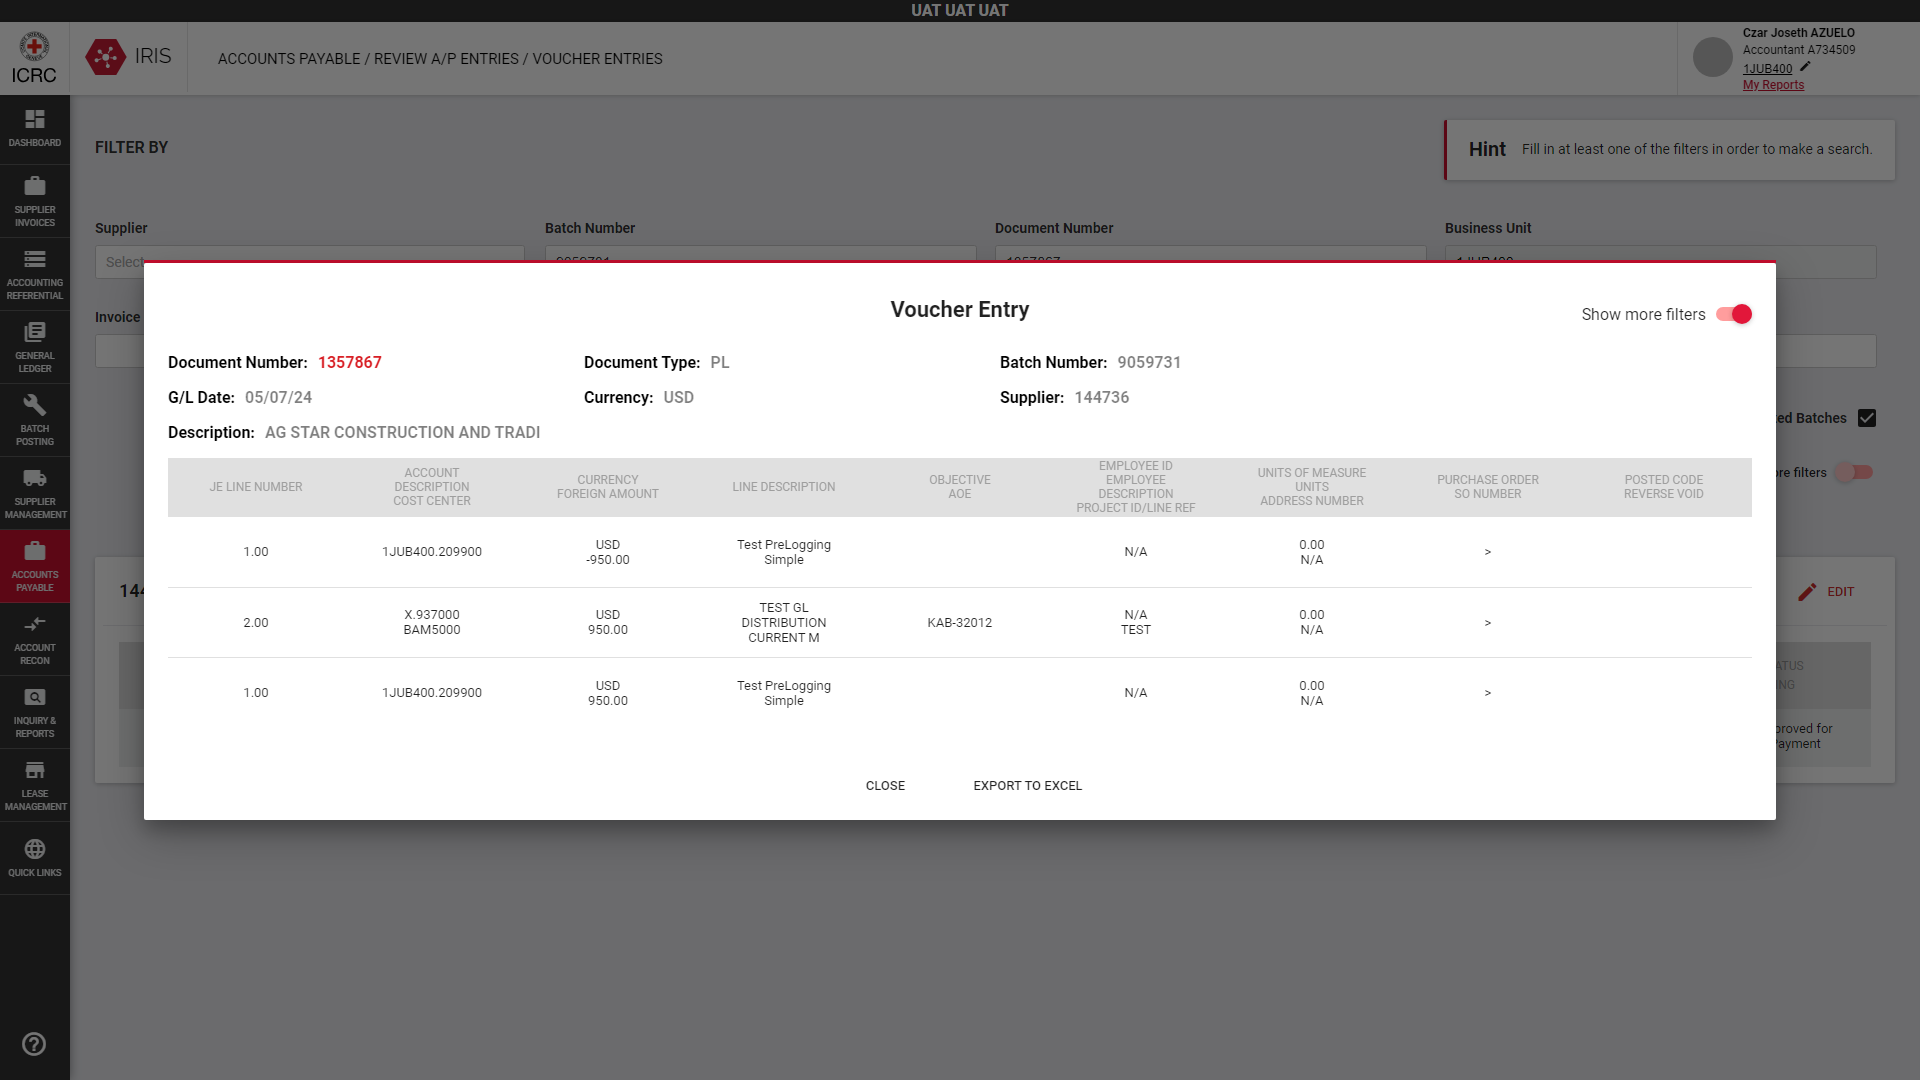 UAT UAT UAT
ICRC
IRIS
ACCOUNTS PAYABLE / REVIEW A/P ENTRIES / VOUCHER ENTRIES
Czar Joseth AZUELO
Accountant A734509
1JUB400
My Reports
DASHBOARD
SUPPLIER
INVOICES
ACCOUNTING
REFERENTIAL
GENERAL
LEDGER
BATCH
POSTING
SUPPLIER
MANAGEMENT
ACCOUNTS
PAYABLE
ACCOUNT
RECON
INQUIRY &
REPORTS
LEASE
MANAGEMENT
QUICK LINKS
FILTER BY
Hint Fill in at least one of the filters in order to make a search.
Supplier
Batch Number
Document Number
Business Unit
Select
Invoice
Voucher Entry
Show more filters
Document Number: 1357867
Document Type: PL
Batch Number: 9059731
G/L Date: 05/07/24
Currency: USD
Supplier: 144736
Description: AG STAR CONSTRUCTION AND TRADI
JE LINE NUMBER
ACCOUNT
DESCRIPTION
COST CENTER
CURRENCY
FOREIGN AMOUNT
LINE DESCRIPTION
OBJECTIVE
AOE
EMPLOYEE ID
EMPLOYEE
DESCRIPTION
PROJECT ID/LINE REF
UNITS OF MEASURE
UNITS
ADDRESS NUMBER
PURCHASE ORDER
SO NUMBER
POSTED CODE
REVERSE VOID
1.00
1JUB400.209900
USD
-950.00
Test PreLogging
Simple
N/A
0.00
N/A
>
2.00
X.937000
BAM5000
USD
950.00
TEST GL
DISTRIBUTION
CURRENT M
KAB-32012
N/A
TEST
0.00
N/A
>
1.00
1JUB400.209900
USD
950.00
Test PreLogging
Simple
N/A
0.00
N/A
>
CLOSE
EXPORT TO EXCEL
ed Batches
re filters
144
EDIT
ATUS
NG
proved for
Payment